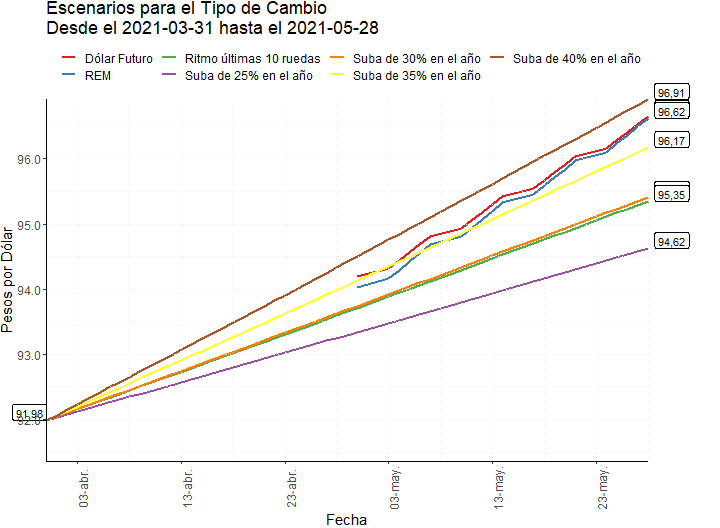 Escenarios para el Tipo de Cambio
Desde el 2021-03-31 hasta el 2021-05-28
Dólar Futuro
Ritmo últimas 10 ruedas
Suba de 30% en el año
Suba de 40% en el año
REM
Suba de 25% en el año
Suba de 35% en el año
96,91
96,62
96,17
95,35
94,62
91,98
96.0
95.0
94.0
93.0
92.0
Pesos por Dólar
03-abr.
13-abr.
23-abr.
03-may.
13-may.
23-may.
Fecha